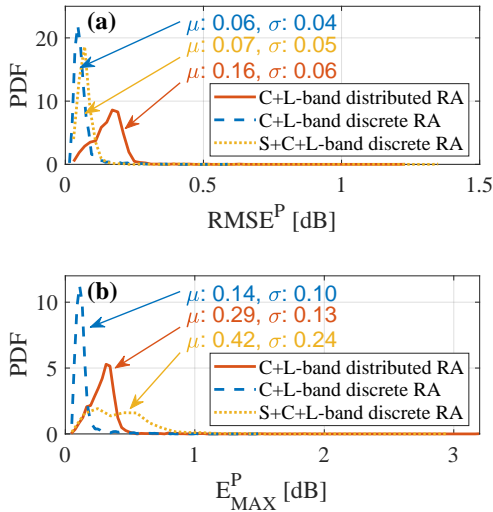 (a)
μ: 0.06, σ: 0.04
μ: 0.07, σ: 0.05
μ: 0.16, σ: 0.06
PDF
20
10
0
C+L-band distributed RA
C+L-band discrete RA
S+C+L-band discrete RA
0 0.5 1 1.5
RMSE^P [dB]
(b)
μ: 0.14, σ: 0.10
μ: 0.29, σ: 0.13
μ: 0.42, σ: 0.24
PDF
10
5
0
C+L-band distributed RA
C+L-band discrete RA
S+C+L-band discrete RA
0 1 2 3
E^P_MAX [dB]